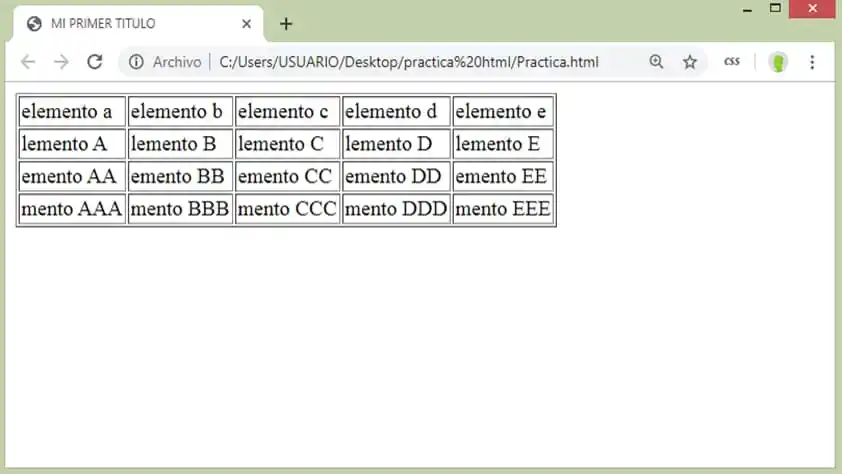 MI PRIMER TITULO
Archivo C:/Users/USUARIO/Desktop/practica%20html/Practica.html css
elemento a elemento b elemento c elemento d elemento e
lemento A lemento B lemento C lemento D lemento E
emento AA emento BB emento CC emento DD emento EE
mento AAA mento BBB mento CCC mento DDD mento EEE